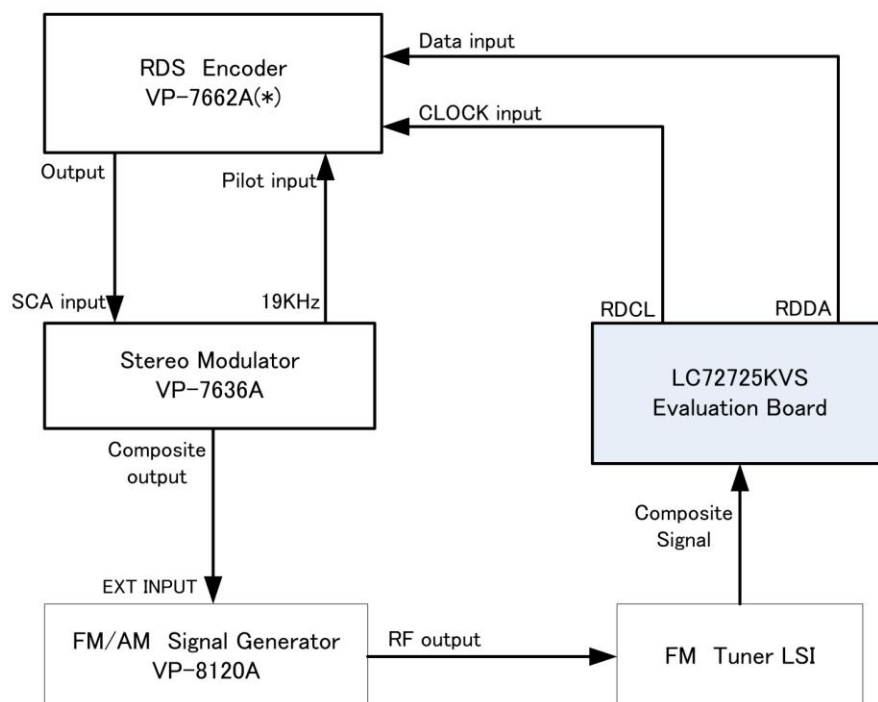 RDS Encoder
VP-7662A(*)
Data input
CLOCK input
Output
Pilot input
SCA input
19KHz
RDCL
RDDA
Stereo Modulator
VP-7636A
LC72725KVS
Evaluation Board
Composite
output
Composite
Signal
EXT INPUT
FM/AM Signal Generator
VP-8120A
RF output
FM Tuner LSI